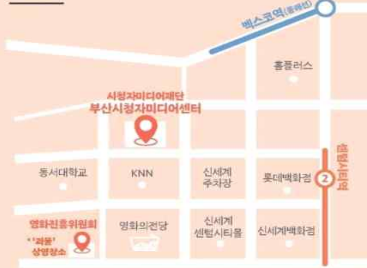 벡스코역(동해선)
홈플러스
시청자미디어재단
부산시청자미디어센터
동서대학교
KNN
신세계
주차장
롯데백화점
2
센텀시티역
영화진흥위원회
"괴물"
상영장소
영화의전당
신세계
센텀시티몰
신세계백화점